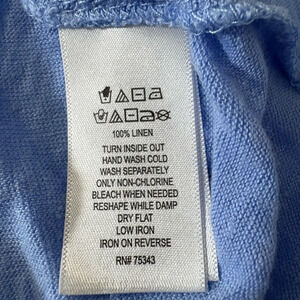 100% LINEN
TURN INSIDE OUT
HAND WASH COLD
WASH SEPARATELY
ONLY NON-CHLORINE
BLEACH WHEN NEEDED
RESHAPE WHILE DAMP
DRY FLAT
LOW IRON
IRON ON REVERSE
RN# 75343